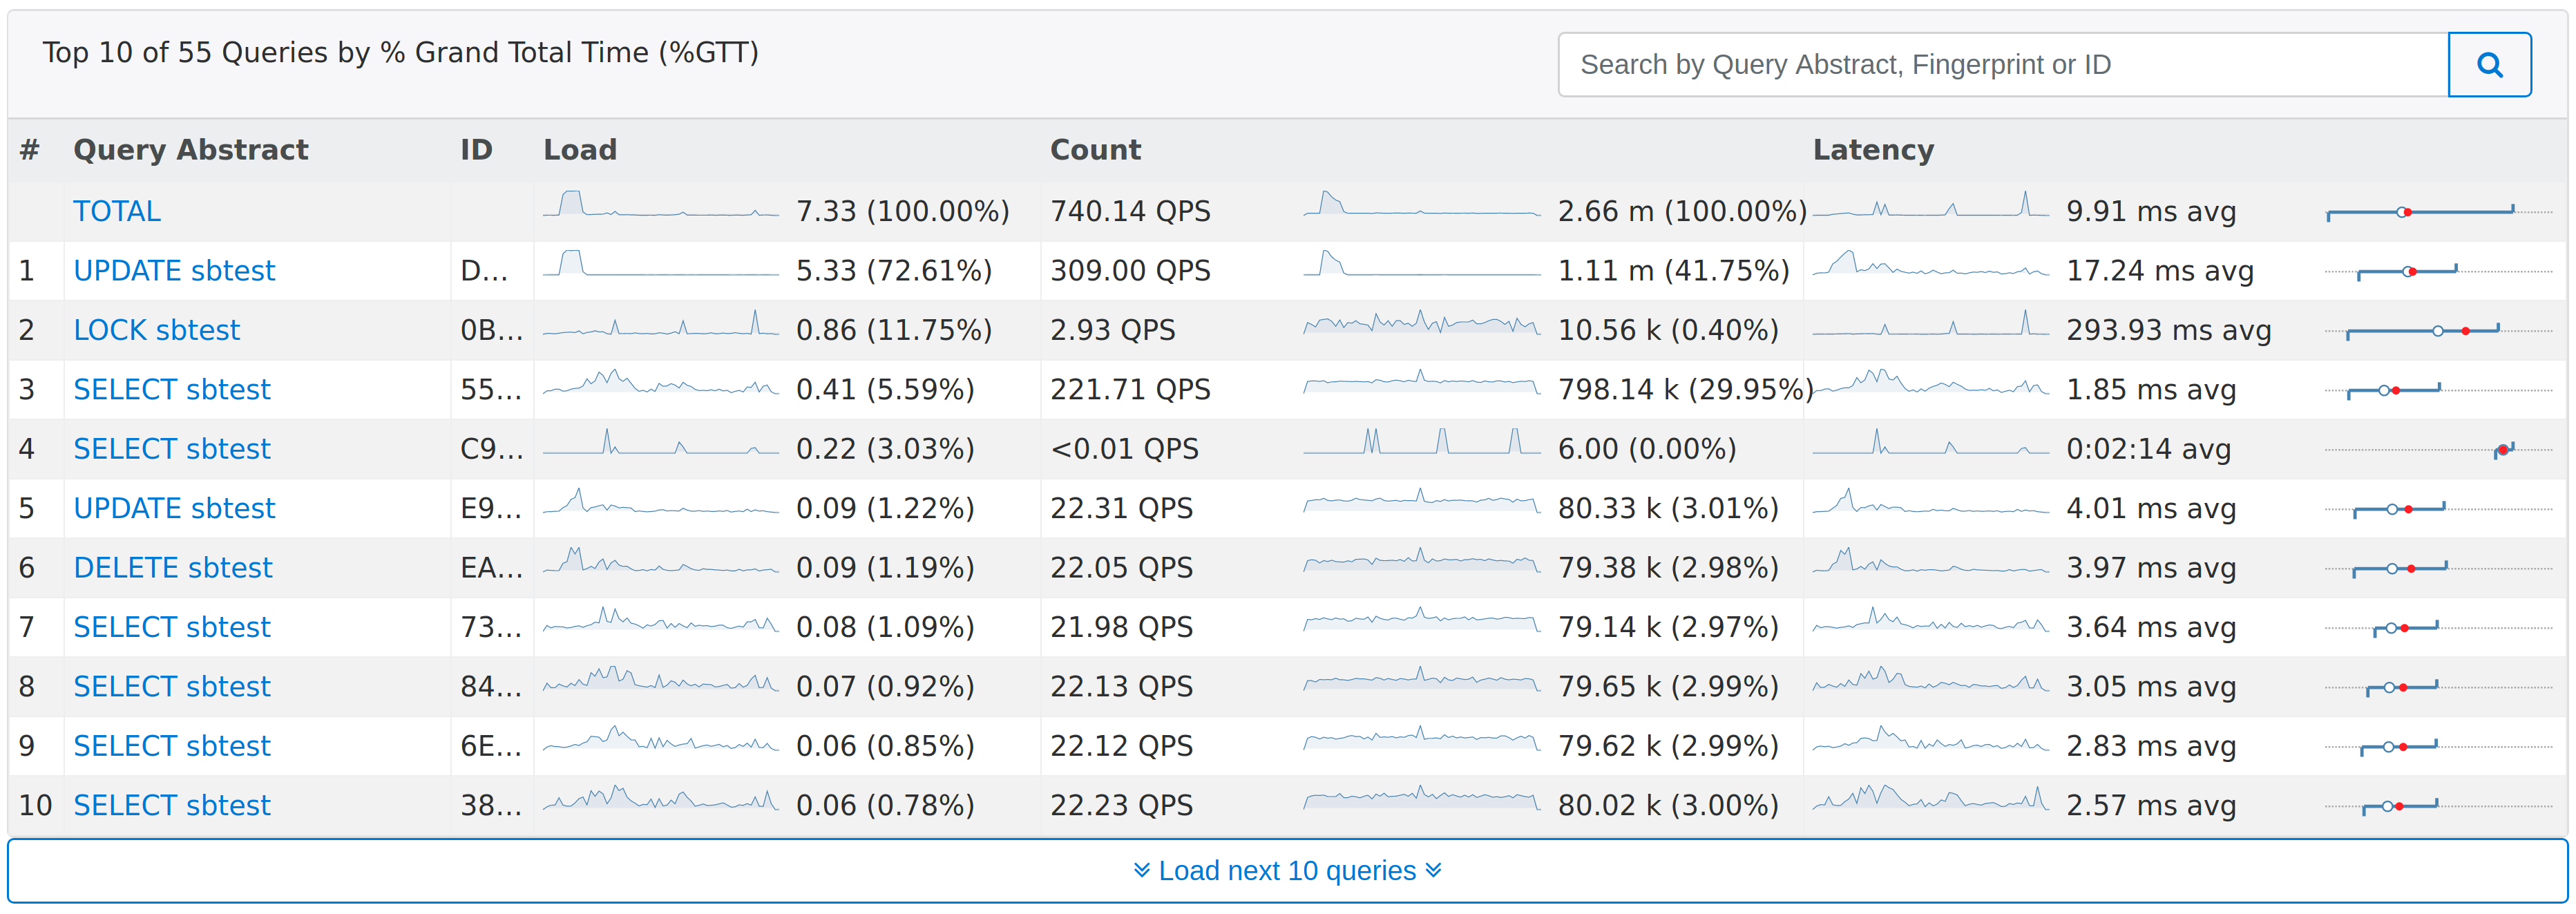 Top 10 of 55 Queries by % Grand Total Time (%GTT)
Search by Query Abstract, Fingerprint or ID
# Query Abstract ID Load Count Latency
TOTAL 7.33 (100.00%) 740.14 QPS 2.66 m (100.00%) 9.91 ms avg
1 UPDATE sbtest D... 5.33 (72.61%) 309.00 QPS 1.11 m (41.75%) 17.24 ms avg
2 LOCK sbtest 0B... 0.86 (11.75%) 2.93 QPS 10.56 k (0.40%) 293.93 ms avg
3 SELECT sbtest 55... 0.41 (5.59%) 221.71 QPS 798.14 k (29.95%) 1.85 ms avg
4 SELECT sbtest C9... 0.22 (3.03%) <0.01 QPS 6.00 (0.00%) 0:02:14 avg
5 UPDATE sbtest E9... 0.09 (1.22%) 22.31 QPS 80.33 k (3.01%) 4.01 ms avg
6 DELETE sbtest EA... 0.09 (1.19%) 22.05 QPS 79.38 k (2.98%) 3.97 ms avg
7 SELECT sbtest 73... 0.08 (1.09%) 21.98 QPS 79.14 k (2.97%) 3.64 ms avg
8 SELECT sbtest 84... 0.07 (0.92%) 22.13 QPS 79.65 k (2.99%) 3.05 ms avg
9 SELECT sbtest 6E... 0.06 (0.85%) 22.12 QPS 79.62 k (2.99%) 2.83 ms avg
10 SELECT sbtest 38... 0.06 (0.78%) 22.23 QPS 80.02 k (3.00%) 2.57 ms avg
Load next 10 queries